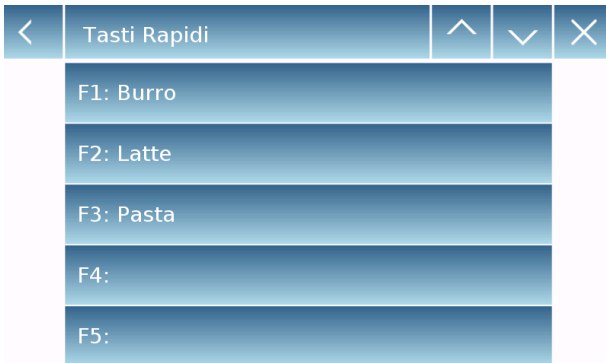 Tasti Rapidi
F1: Burro
F2: Latte
F3: Pasta
F4:
F5: